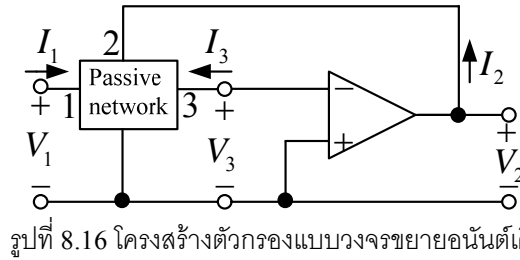 I₁ 2 I₃ I₂
Passive
network
1 3
+ + − + +
V₁ V₃ V₂
− − −
รูปที่ 8.16 โครงสร้างตัวกรองแบบวงจรขยายอนันต์